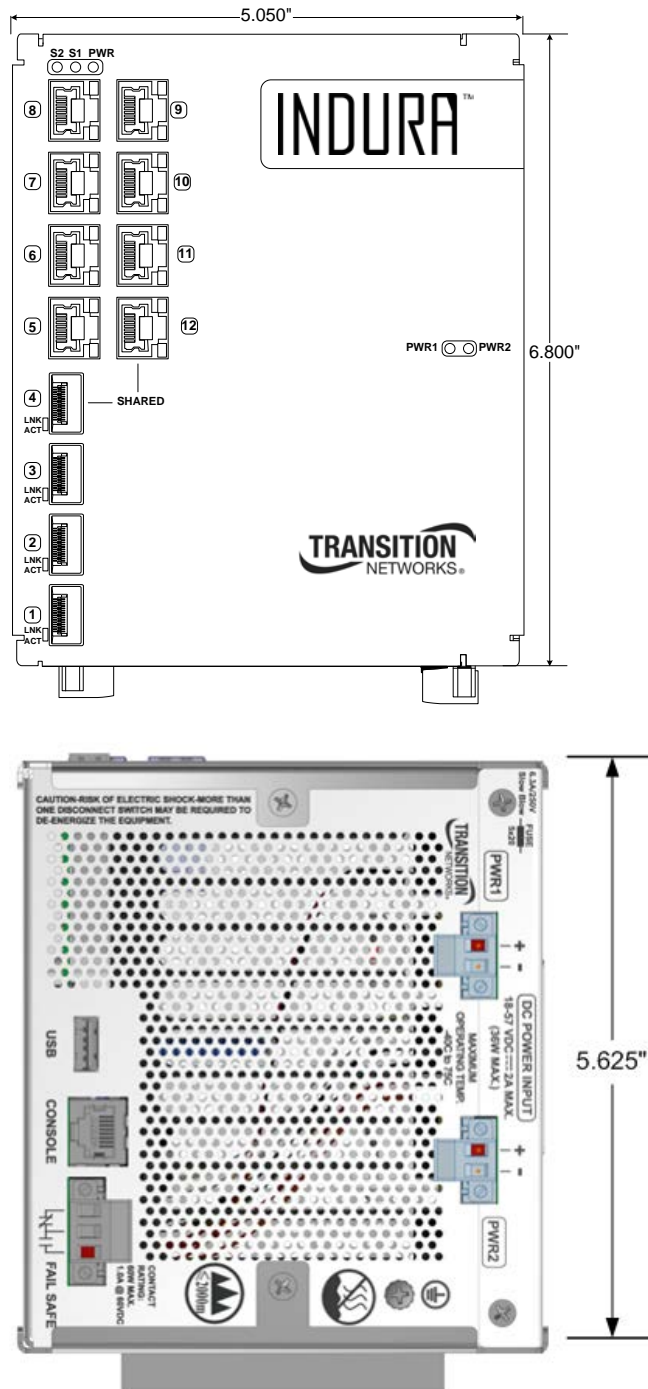 5.050"
S2 S1 PWR
8
9
INDURA™
7
10
6
11
5
12
PWR1 PWR2
6.800"
4
SHARED
LNK
ACT
3
LNK
ACT
2
LNK
ACT
TRANSITION
NETWORKS®
1
LNK
ACT
CAUTION-RISK OF ELECTRIC SHOCK-MORE THAN
ONE DISCONNECT SWITCH MAY BE REQUIRED TO
DE-ENERGIZE THE EQUIPMENT.
6.3A/250V
Slow Blow
FUSE
5x20
TRANSITION
NETWORKS®
PWR1
+
-
DC POWER INPUT
18-57 VDC 2A MAX.
(36W MAX.)
MAXIMUM
OPERATING TEMP.
-40C to 75C
USB
5.625"
CONSOLE
+
-
PWR2
FAIL SAFE
CONTACT
RATING:
60W MAX.
1.0A @ 60VDC
≤2000m